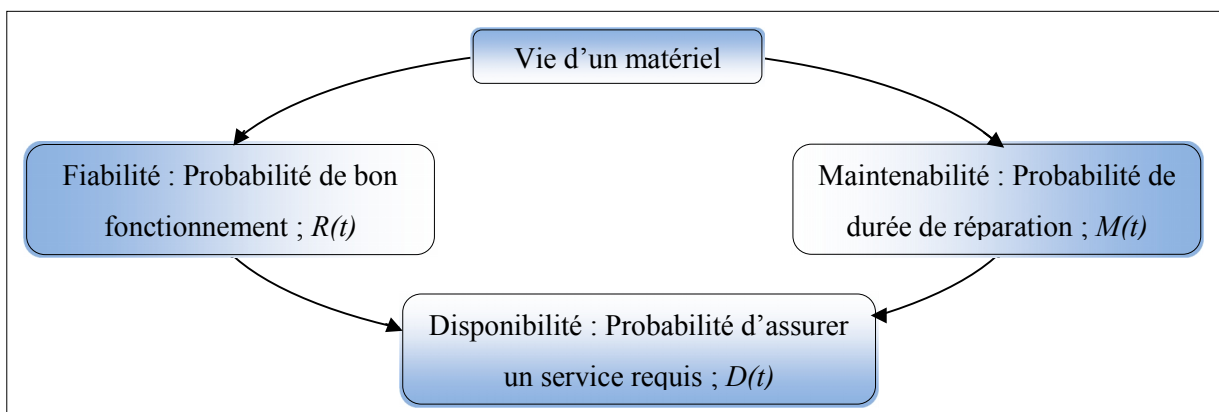 Vie d’un matériel
Fiabilité : Probabilité de bon
fonctionnement ; R(t)
Maintenabilité : Probabilité de
durée de réparation ; M(t)
Disponibilité : Probabilité d’assurer
un service requis ; D(t)